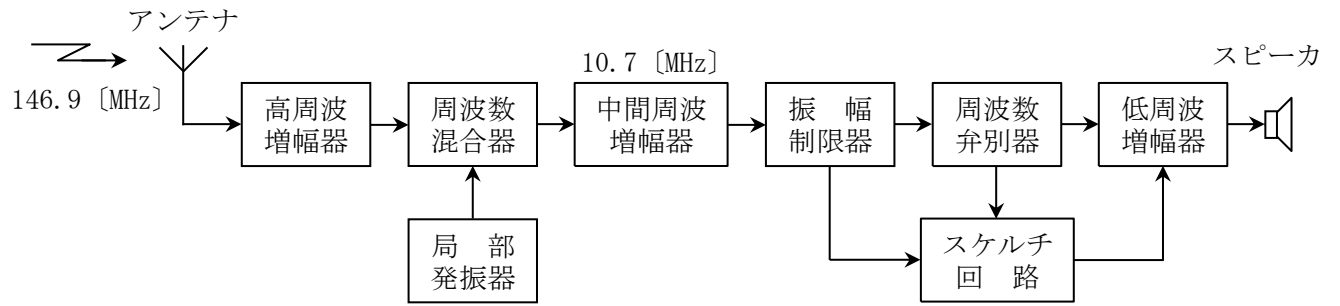 アンテナ
146.9〔MHz〕
高周波
増幅器
周波数
混合器
局　部
発振器
10.7〔MHz〕
中間周波
増幅器
振　幅
制限器
周波数
弁別器
スケルチ
回　路
低周波
増幅器
スピーカ